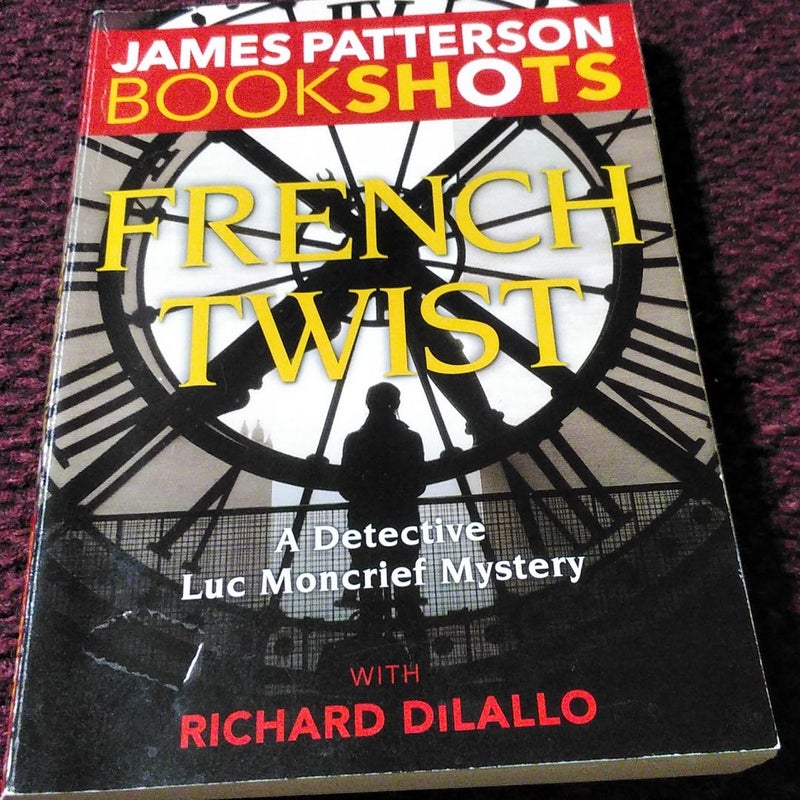 JAMES PATTERSON
BOOKSHOTS
FRENCH
TWIST
A Detective
Luc Moncrief Mystery
WITH
RICHARD DiLALLO